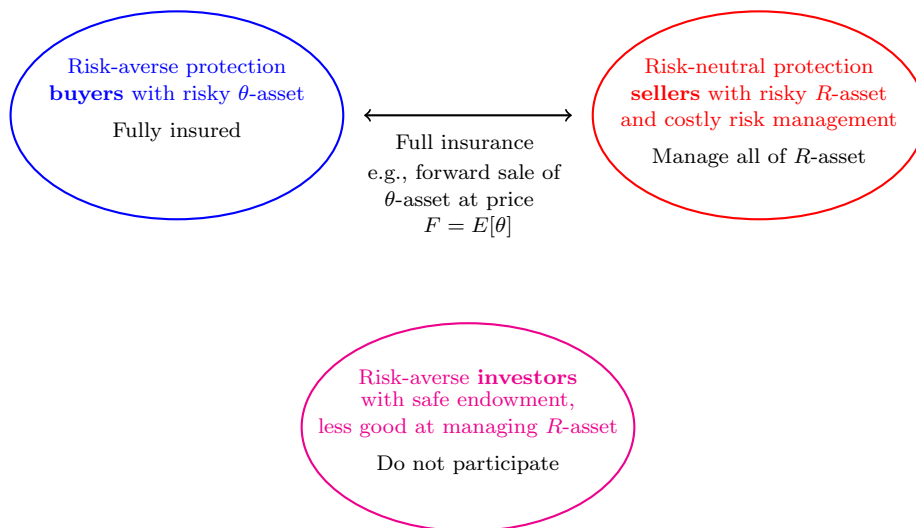 Risk-averse protection
buyers with risky θ-asset
Fully insured
Full insurance
e.g., forward sale of
θ-asset at price
F = E[θ]
Risk-neutral protection
sellers with risky R-asset
and costly risk management
Manage all of R-asset
Risk-averse investors
with safe endowment,
less good at managing R-asset
Do not participate